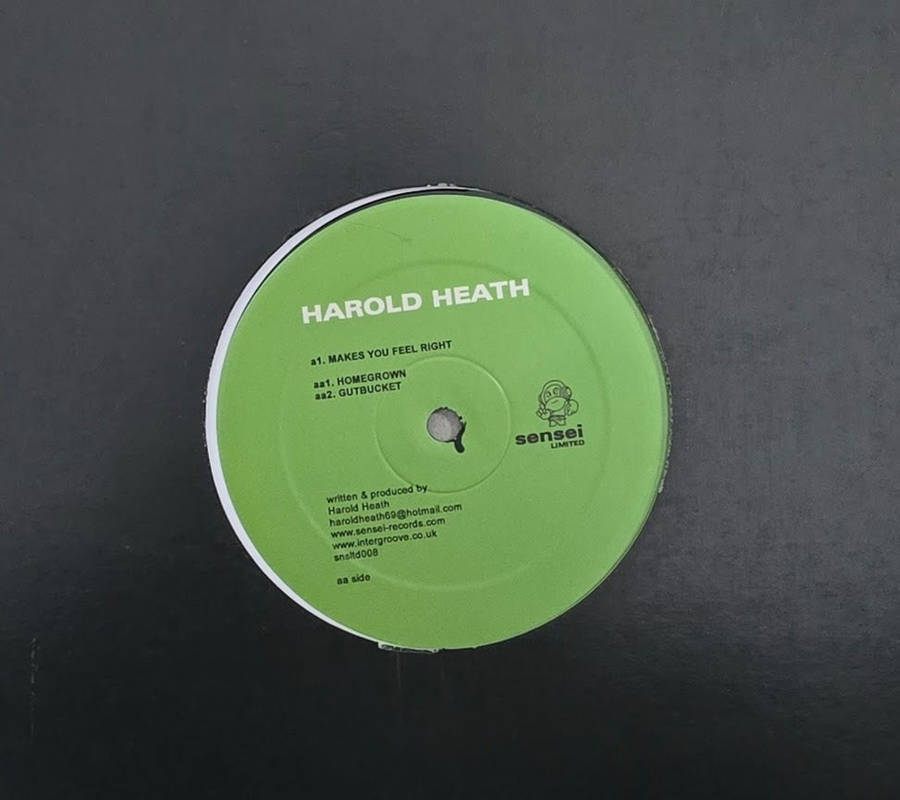 HAROLD HEATH
a1. MAKES YOU FEEL RIGHT
aa1. HOMEGROWN
aa2. GUTBUCKET
sensei
LIMITED
written & produced by
Harold Heath
haroldheath69@hotmail.com
www.sensei-records.com
www.intergroove.co.uk
snsltd008
aa side